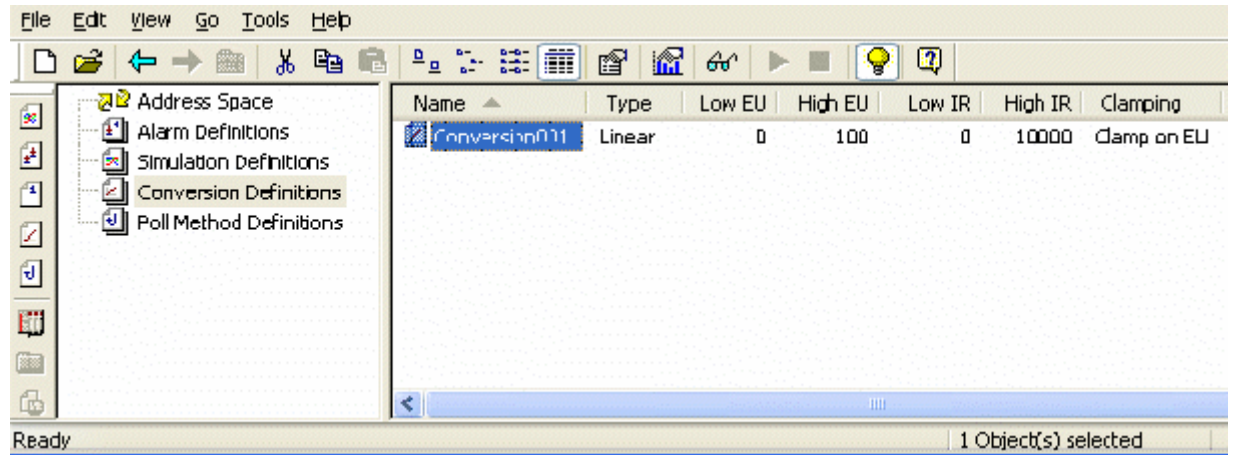 File Edit View Go Tools Help
Address Space
Alarm Definitions
Simulation Definitions
Conversion Definitions
Poll Method Definitions
Name Type Low EU High EU Low IR High IR Clamping
Conversion001 Linear 0 100 0 10000 Clamp on EU
Ready 1 Object(s) selected